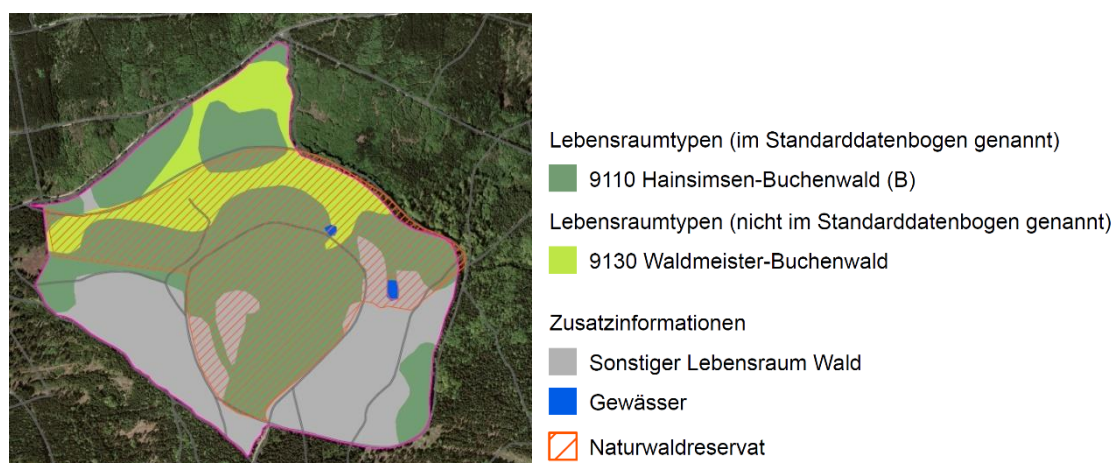 Lebensraumtypen (im Standarddatenbogen genannt)
9110 Hainsimsen-Buchenwald (B)
Lebensraumtypen (nicht im Standarddatenbogen genannt)
9130 Waldmeister-Buchenwald
Zusatzinformationen
Sonstiger Lebensraum Wald
Gewässer
Naturwaldreservat